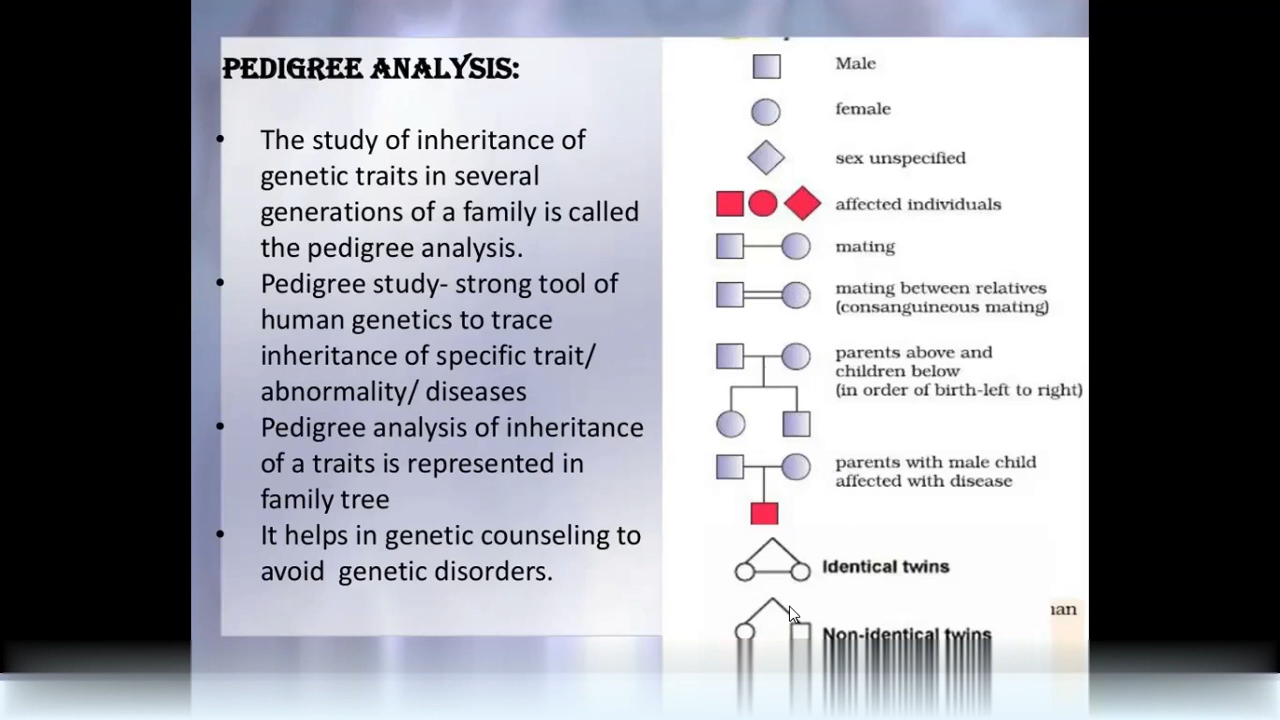 PEDIGREE ANALYSIS:
• The study of inheritance of
genetic traits in several
generations of a family is called
the pedigree analysis.
• Pedigree study- strong tool of
human genetics to trace
inheritance of specific trait/
abnormality/ diseases
• Pedigree analysis of inheritance
of a traits is represented in
family tree
• It helps in genetic counseling to
avoid genetic disorders.
Male
female
sex unspecified
affected individuals
mating
mating between relatives
(consanguineous mating)
parents above and
children below
(in order of birth-left to right)
parents with male child
affected with disease
Identical twins
Non-identical twins